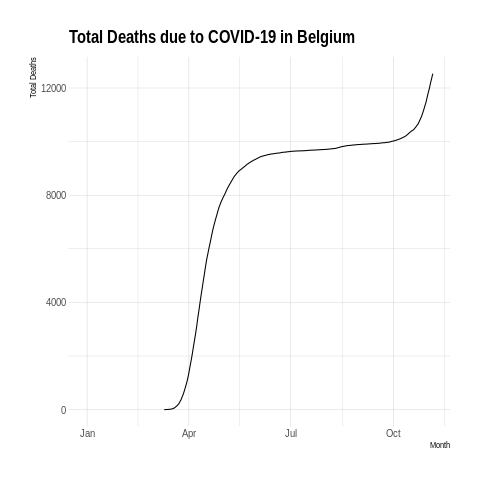 Total Deaths due to COVID-19 in Belgium
Total Deaths
12000
8000
4000
0
Jan Apr Jul Oct
Month